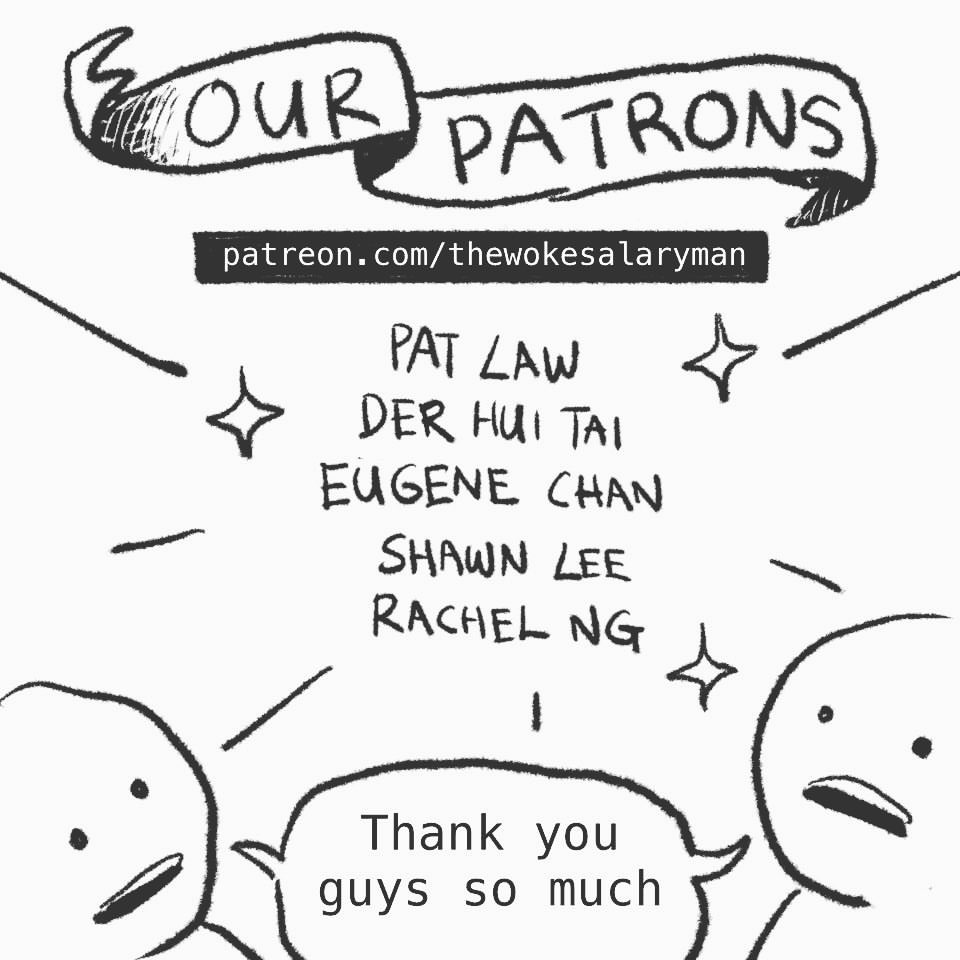 OUR PATRONS
patreon.com/thewokesalaryman
PAT LAW
DER HUI TAI
EUGENE CHAN
SHAWN LEE
RACHEL NG
Thank you
guys so much